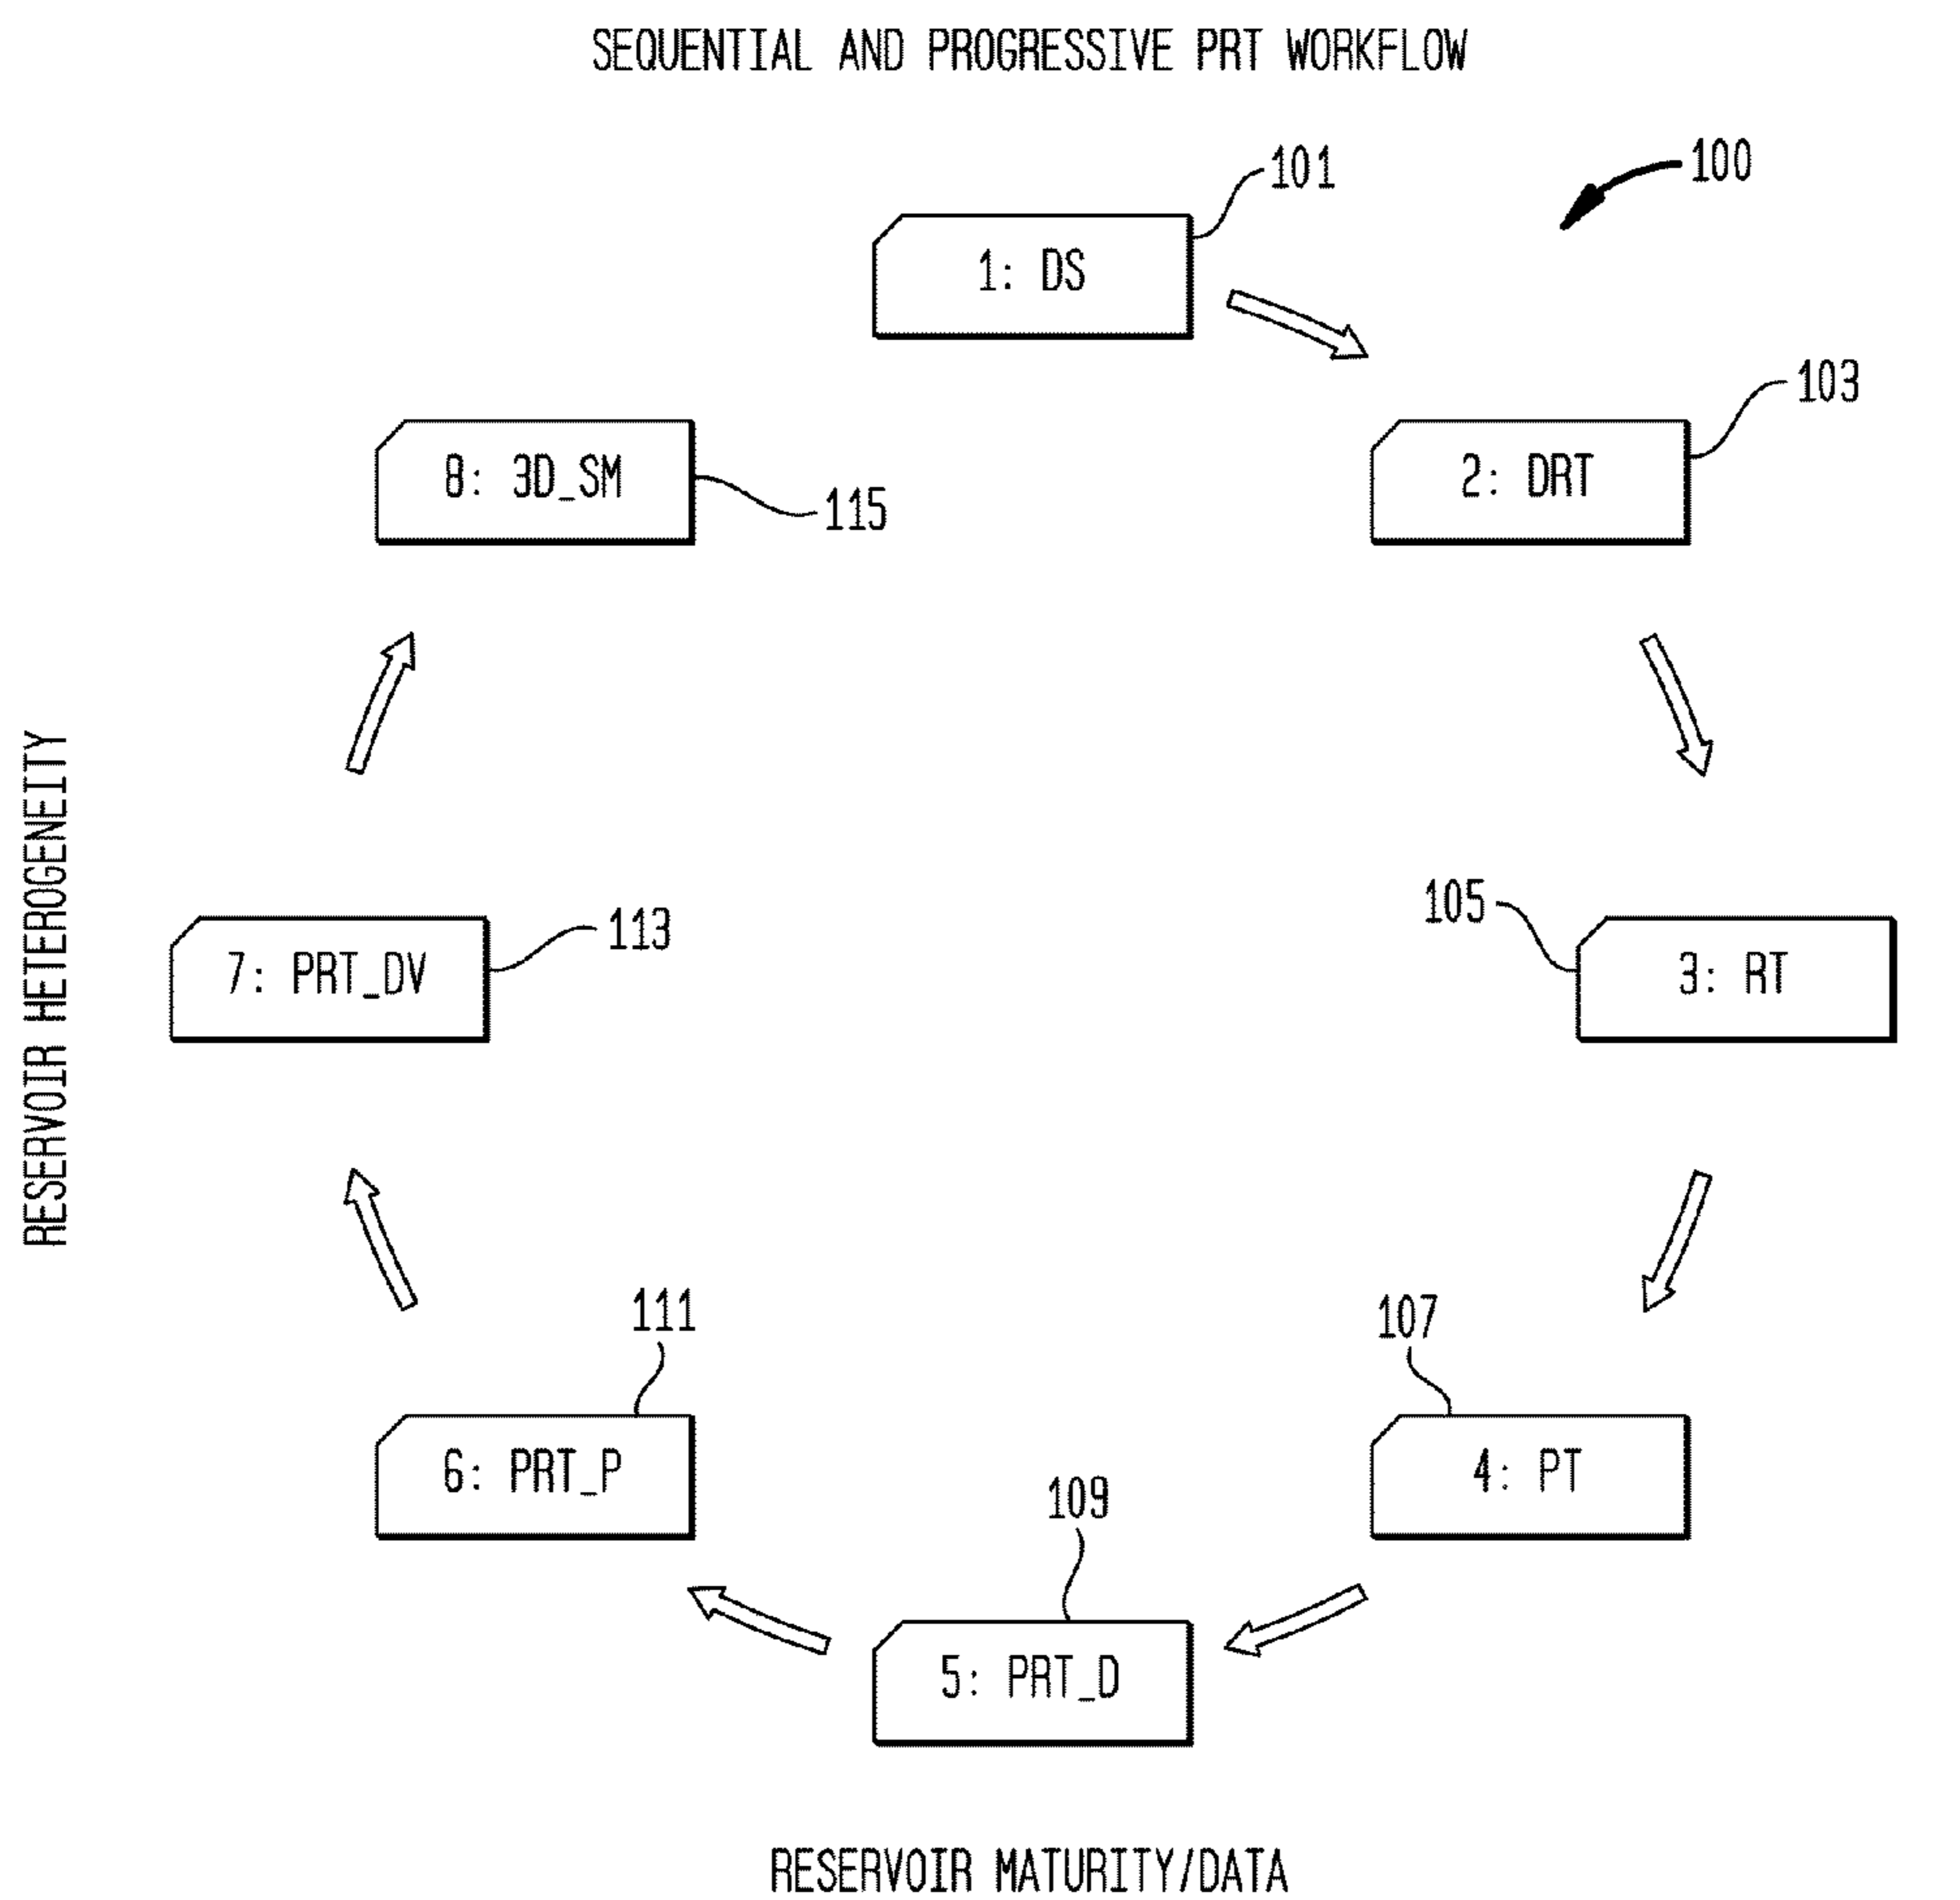 SEQUENTIAL AND PROGRESSIVE PRT WORKFLOW
100
101
1: DS
103
2: DRT
8: 3D_SM
115
105
3: RT
113
7: PRT_DV
RESERVOIR HETEROGENEITY
111
107
6: PRT_P
4: PT
109
5: PRT_D
RESERVOIR MATURITY/DATA